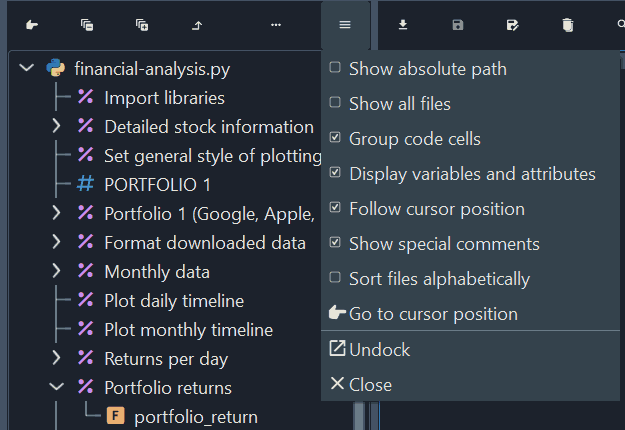 financial-analysis.py
Import libraries
Detailed stock information
Set general style of plotting
# PORTFOLIO 1
Portfolio 1 (Google, Apple,
Format downloaded data
Monthly data
Plot daily timeline
Plot monthly timeline
Returns per day
Portfolio returns
F portfolio_return
Show absolute path
Show all files
Group code cells
Display variables and attributes
Follow cursor position
Show special comments
Sort files alphabetically
Go to cursor position
Undock
Close